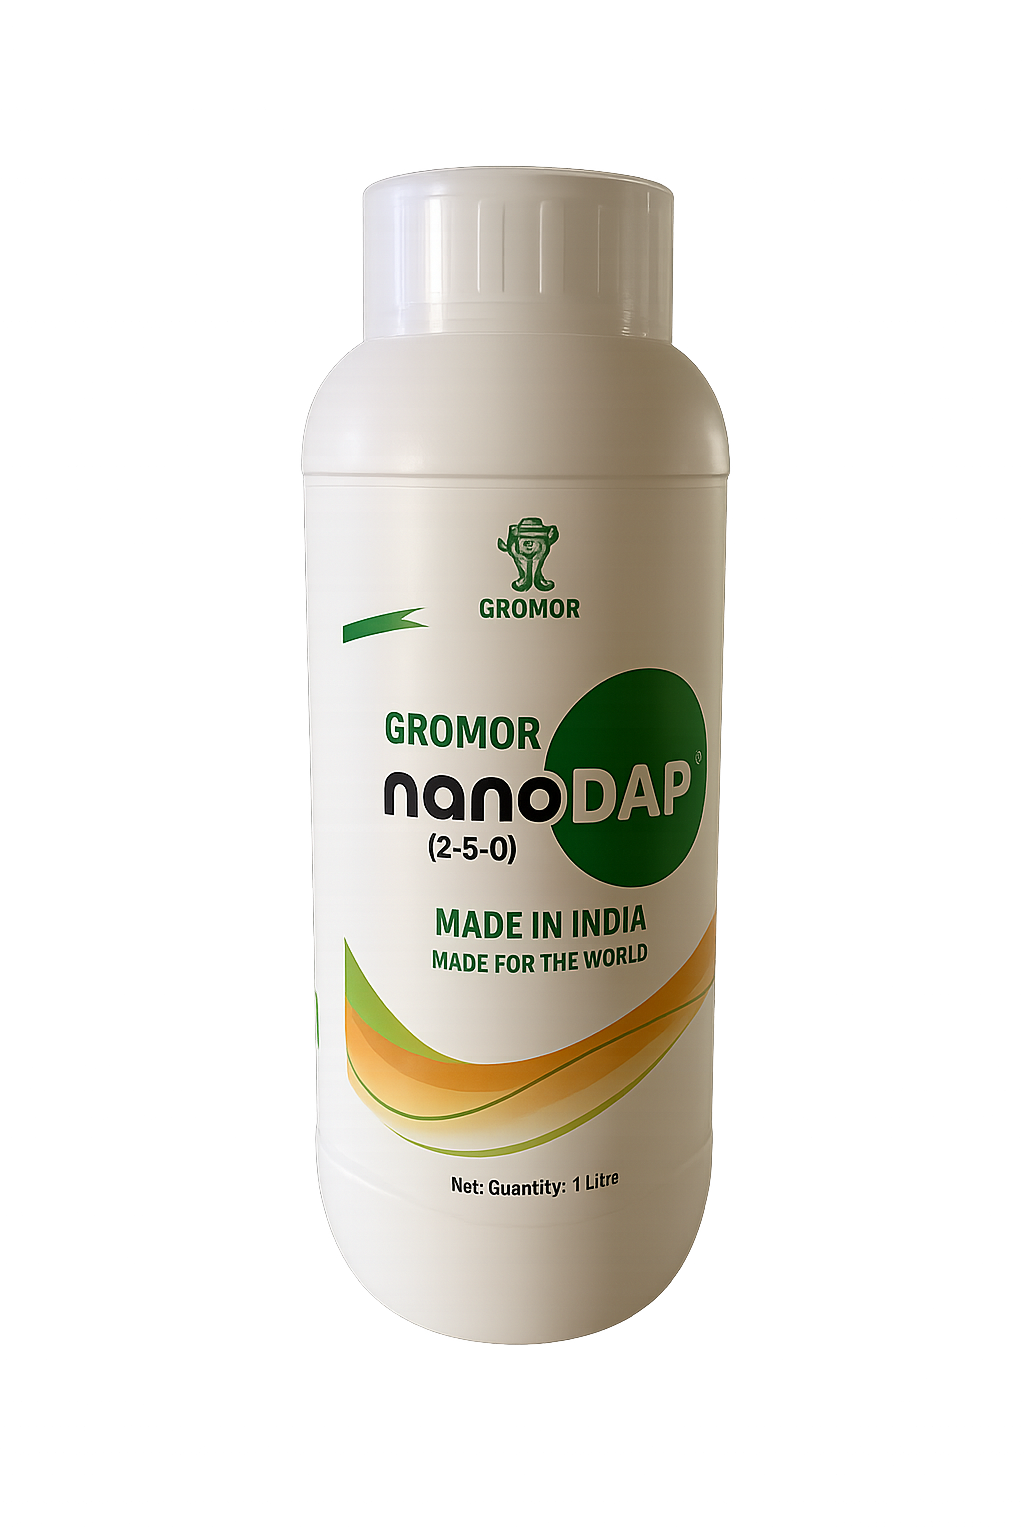 GROMOR
GROMOR
nanoDAP®
(2-5-0)
MADE IN INDIA
MADE FOR THE WORLD
Net: Guantity: 1 Litre